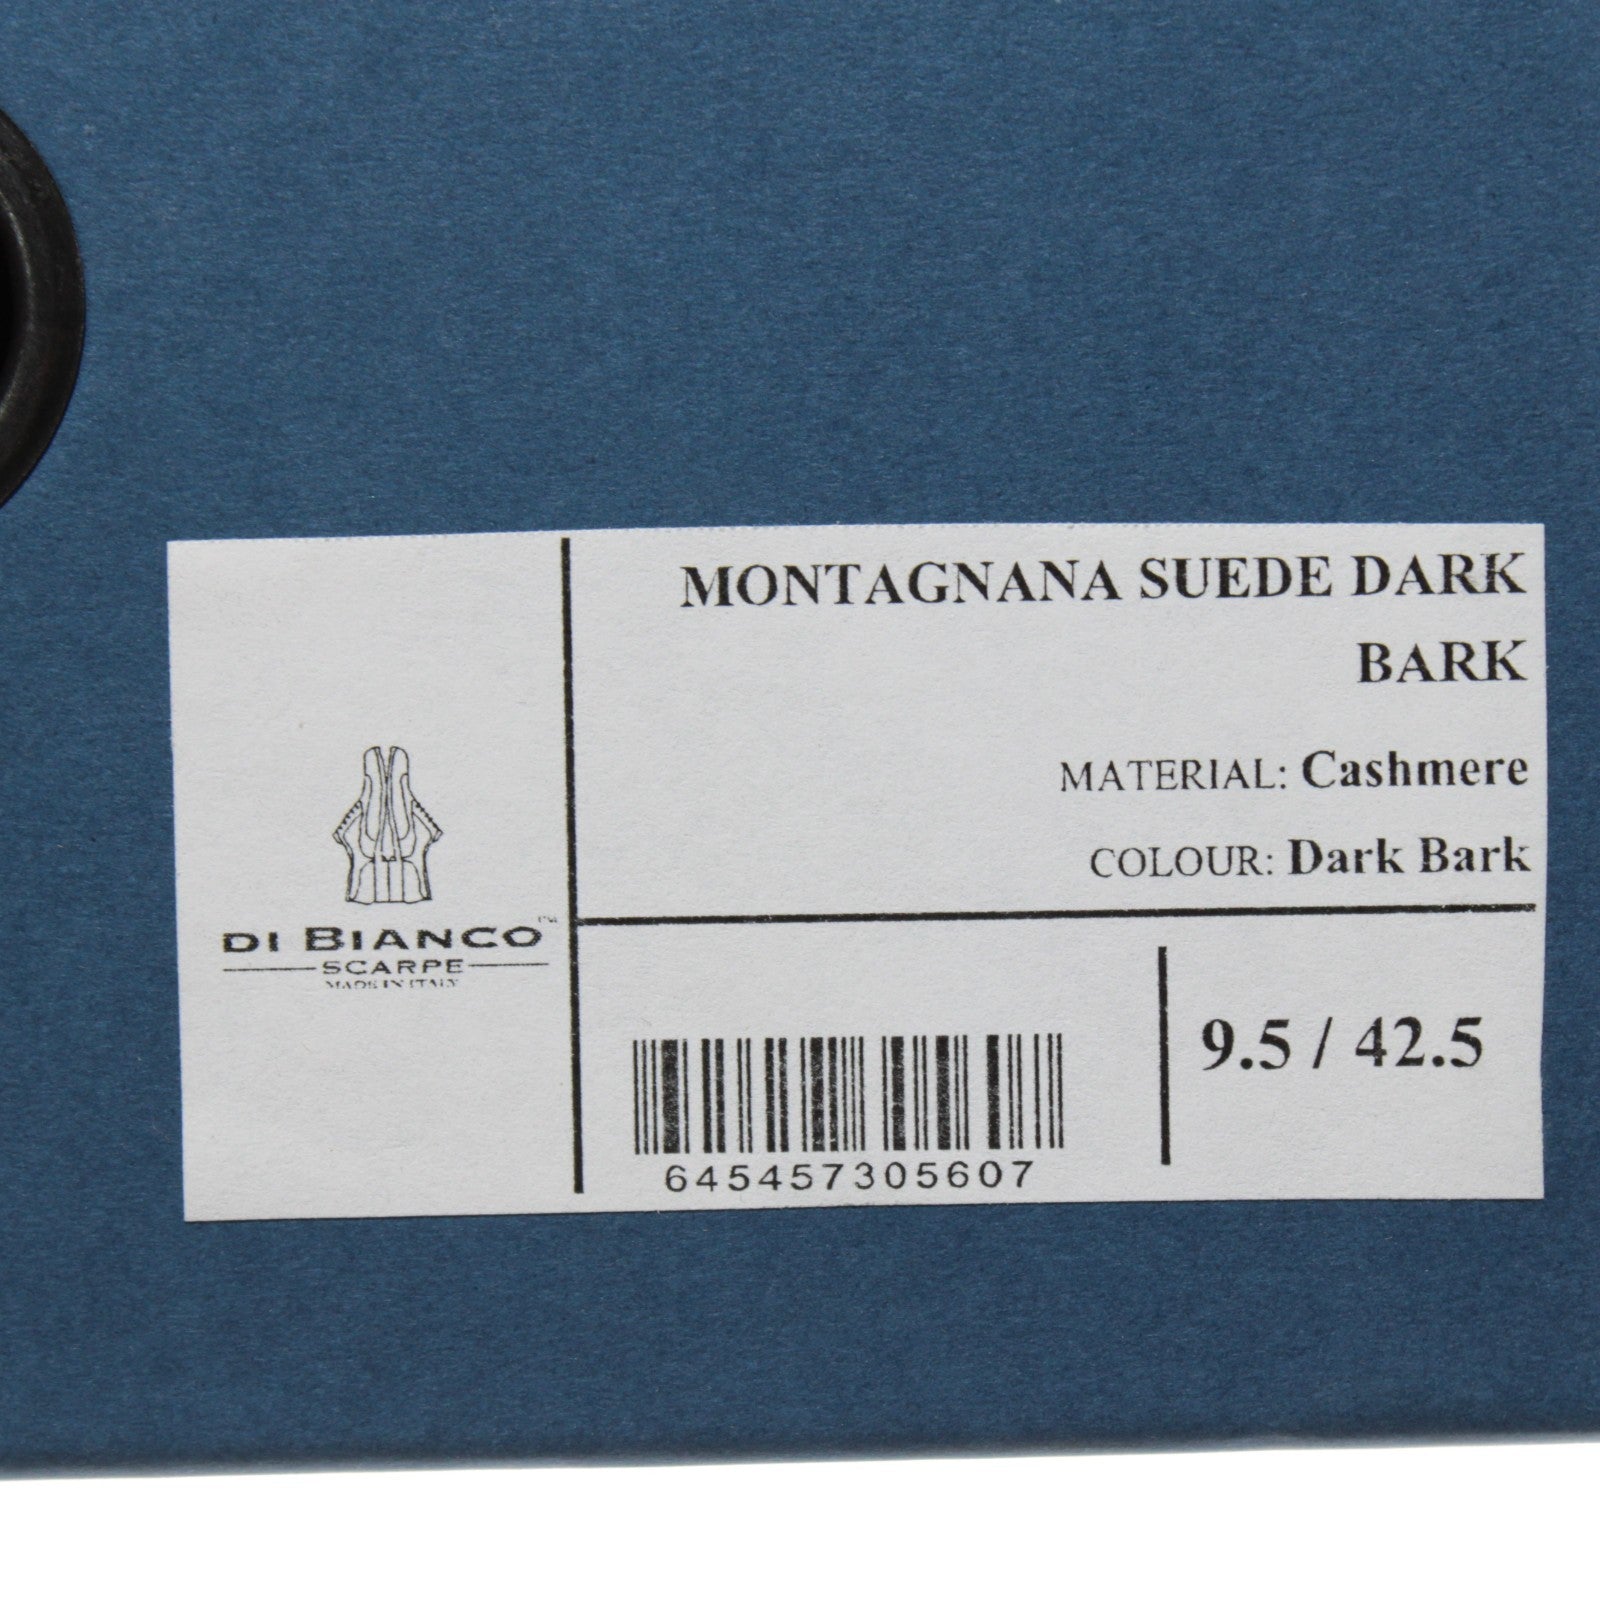 MONTAGNANA SUEDE DARK
BARK
MATERIAL: Cashmere
COLOUR: Dark Bark
DI BIANCO™
SCARPE
MADE IN ITALY
645457305607
9.5 / 42.5